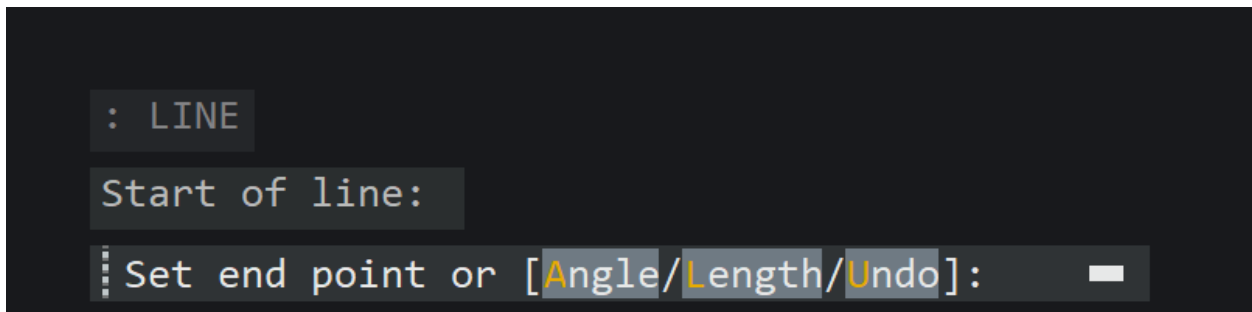 : LINE
Start of line:
Set end point or [Angle/Length/Undo]: